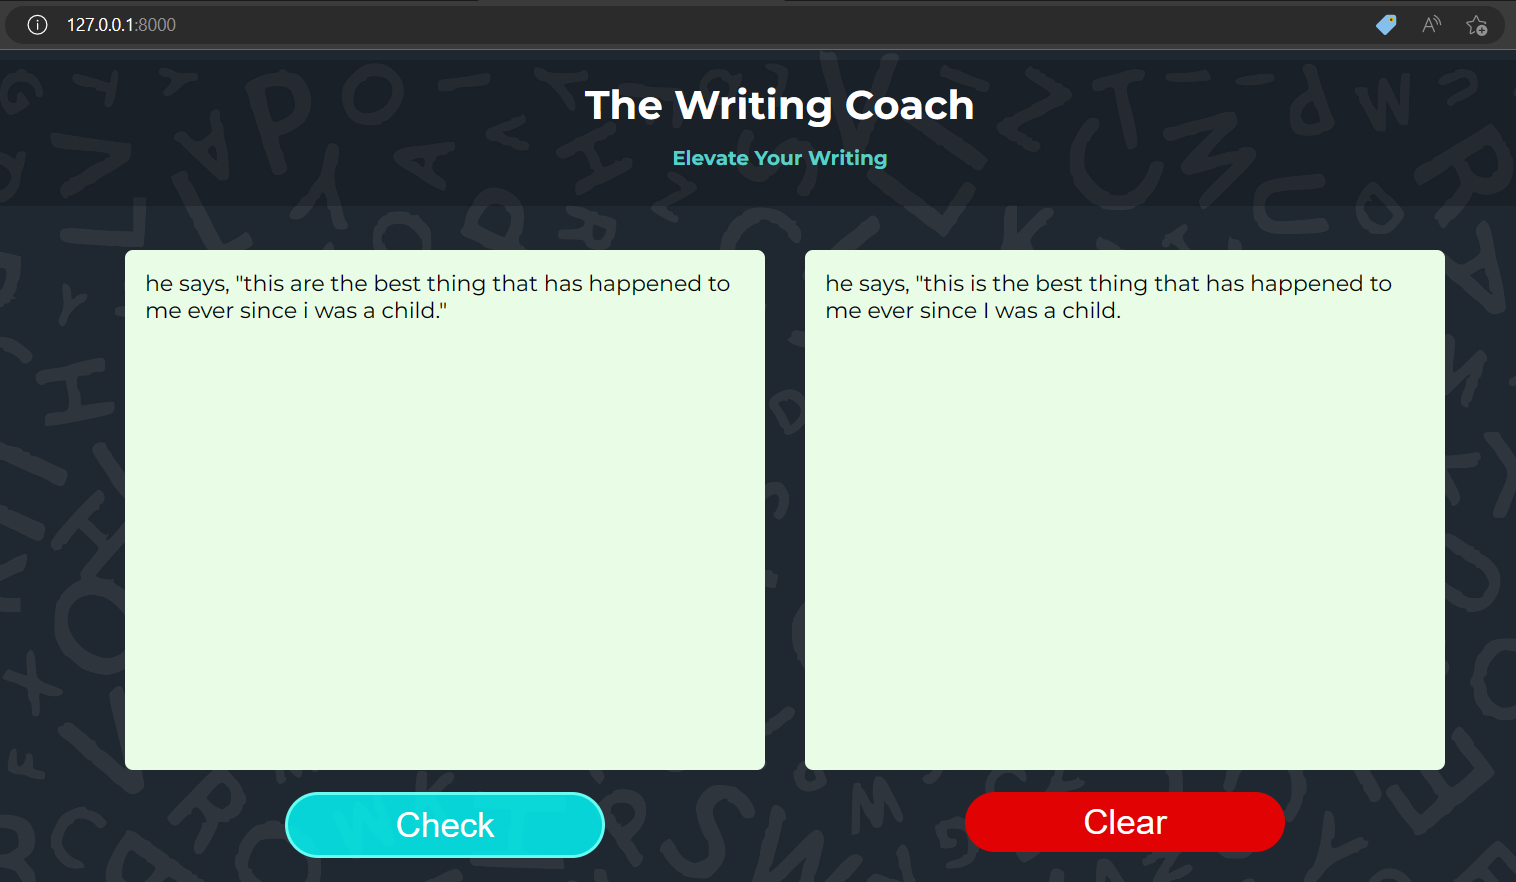 127.0.0.1:8000
The Writing Coach
Elevate Your Writing
he says, "this are the best thing that has happened to
me ever since i was a child."
he says, "this is the best thing that has happened to
me ever since I was a child.
Check
Clear